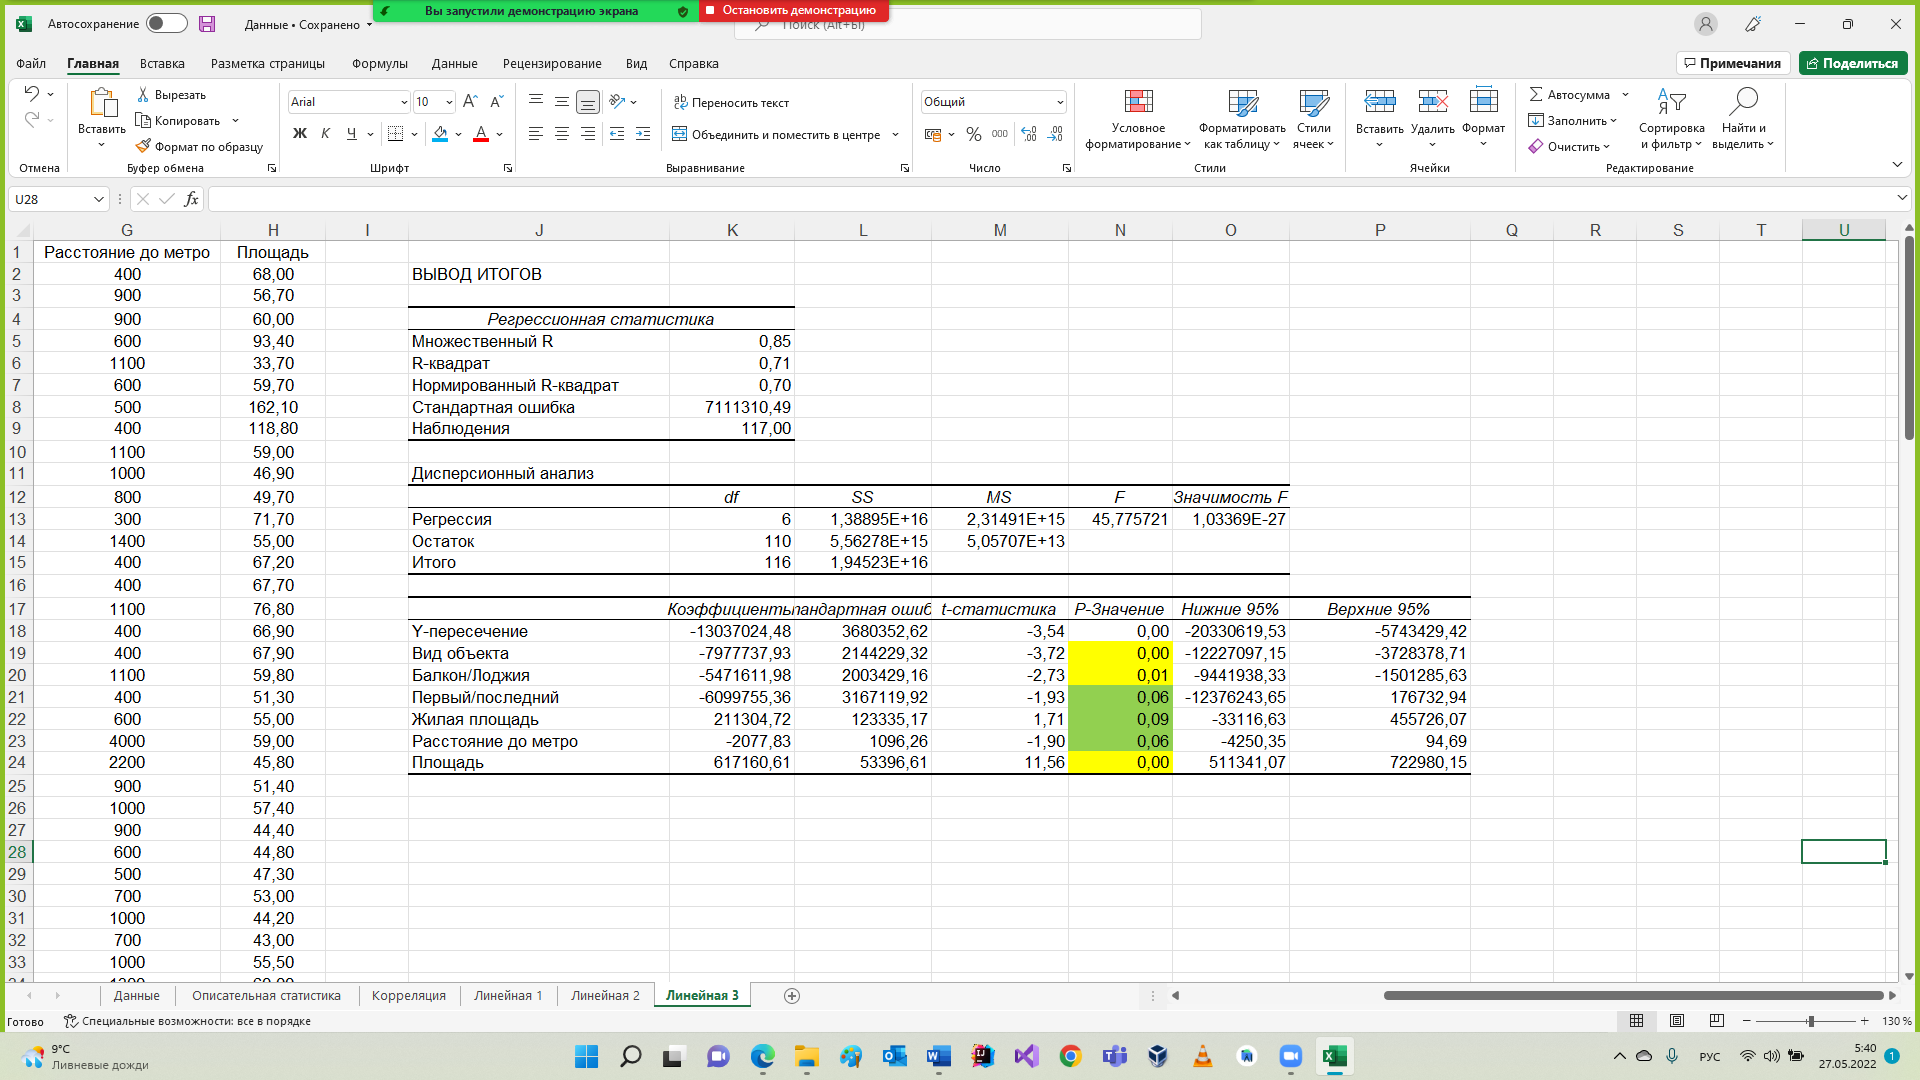 Автосохранение
Данные • Сохранено
Вы запустили демонстрацию экрана
Остановить демонстрацию
Поиск (Alt+Ы)
Файл Главная Вставка Разметка страницы Формулы Данные Рецензирование Вид Справка
Примечания
Поделиться
Вставить
Вырезать
Копировать
Формат по образцу
Arial 10
Ж К Ч
Переносить текст
Объединить и поместить в центре
Общий
% 000
Условное форматирование
Форматировать как таблицу
Стили ячеек
Вставить Удалить Формат
Автосумма
Заполнить
Очистить
Сортировка и фильтр
Найти и выделить
Отмена Буфер обмена Шрифт Выравнивание Число Стили Ячейки Редактирование
U28 fx
G H I J K L M N O P Q R S T U
1 Расстояние до метро Площадь
2 400 68,00 ВЫВОД ИТОГОВ
3 900 56,70
4 900 60,00 Регрессионная статистика
5 600 93,40 Множественный R 0,85
6 1100 33,70 R-квадрат 0,71
7 600 59,70 Нормированный R-квадрат 0,70
8 500 162,10 Стандартная ошибка 7111310,49
9 400 118,80 Наблюдения 117,00
10 1100 59,00
11 1000 46,90 Дисперсионный анализ
12 800 49,70 df SS MS F Значимость F
13 300 71,70 Регрессия 6 1,38895E+16 2,31491E+15 45,775721 1,03369E-27
14 1400 55,00 Остаток 110 5,56278E+15 5,05707E+13
15 400 67,20 Итого 116 1,94523E+16
16 400 67,70
17 1100 76,80 Коэффициенты тандартная ошиб t-статистика P-Значение Нижние 95% Верхние 95%
18 400 66,90 Y-пересечение -13037024,48 3680352,62 -3,54 0,00 -20330619,53 -5743429,42
19 400 67,90 Вид объекта -7977737,93 2144229,32 -3,72 0,00 -12227097,15 -3728378,71
20 1100 59,80 Балкон/Лоджия -5471611,98 2003429,16 -2,73 0,01 -9441938,33 -1501285,63
21 400 51,30 Первый/последний -6099755,36 3167119,92 -1,93 0,06 -12376243,65 176732,94
22 600 55,00 Жилая площадь 211304,72 123335,17 1,71 0,09 -33116,63 455726,07
23 4000 59,00 Расстояние до метро -2077,83 1096,26 -1,90 0,06 -4250,35 94,69
24 2200 45,80 Площадь 617160,61 53396,61 11,56 0,00 511341,07 722980,15
25 900 51,40
26 1000 57,40
27 900 44,40
28 600 44,80
29 500 47,30
30 700 53,00
31 1000 44,20
32 700 43,00
33 1000 55,50
Данные Описательная статистика Корреляция Линейная 1 Линейная 2 Линейная 3
Готово Специальные возможности: все в порядке 130 %
9°C
Ливневые дожди
РУС
5:40
27.05.2022
1